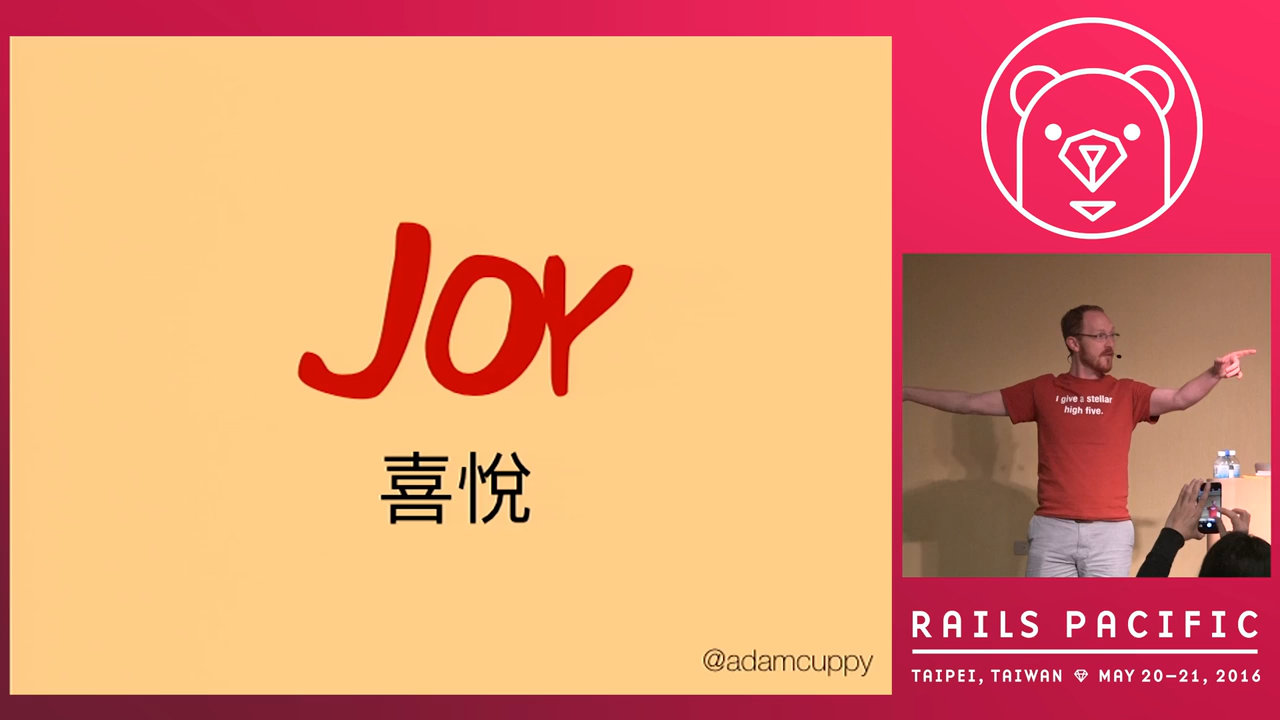 JOY
喜悅
@adamcuppy
I give a stellar
high five.
RAILS PACIFIC
TAIPEI, TAIWAN MAY 20–21, 2016